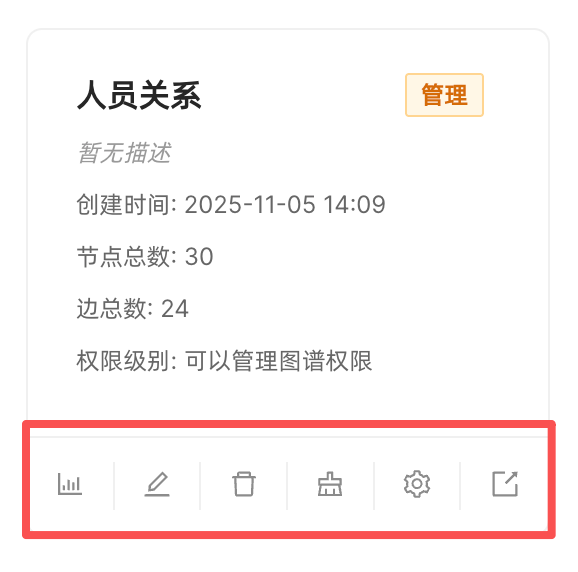 人员关系
管理
暂无描述
创建时间: 2025-11-05 14:09
节点总数: 30
边总数: 24
权限级别: 可以管理图谱权限